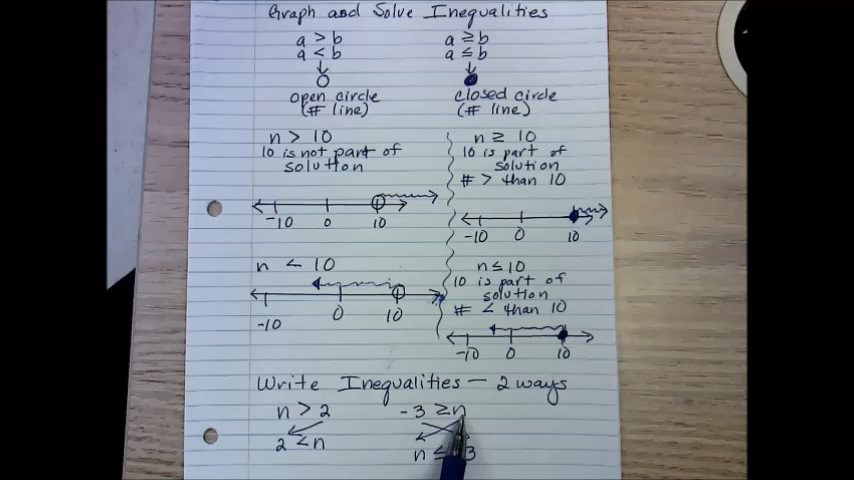 Graph and Solve Inequalities
a > b
a < b
open circle
(# line)
a ≥ b
a ≤ b
closed circle
(# line)
n > 10
10 is not part of
solution
-10 0 10
n ≥ 10
10 is part of
solution
# > than 10
-10 0 10
n < 10
-10 0 10
n ≤ 10
10 is part of
solution
# < than 10
-10 0 10
Write Inequalities — 2 ways
n > 2
2 < n
-3 ≥ n
n ≤ 3